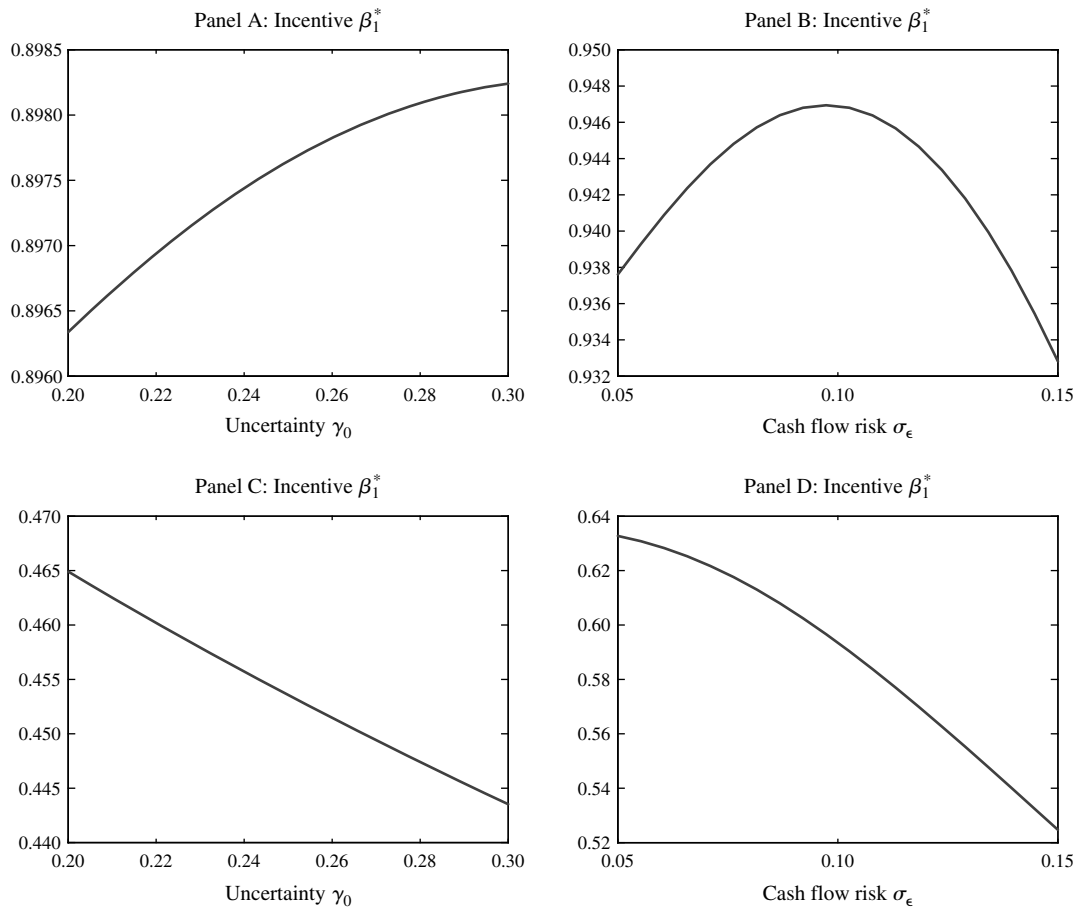 Panel A: Incentive β₁*
0.8985
0.8980
0.8975
0.8970
0.8965
0.8960
0.20 0.22 0.24 0.26 0.28 0.30
Uncertainty γ₀
Panel B: Incentive β₁*
0.950
0.948
0.946
0.944
0.942
0.940
0.938
0.936
0.934
0.932
0.05 0.10 0.15
Cash flow risk σ_ϵ
Panel C: Incentive β₁*
0.470
0.465
0.460
0.455
0.450
0.445
0.440
0.20 0.22 0.24 0.26 0.28 0.30
Uncertainty γ₀
Panel D: Incentive β₁*
0.64
0.62
0.60
0.58
0.56
0.54
0.52
0.05 0.10 0.15
Cash flow risk σ_ϵ